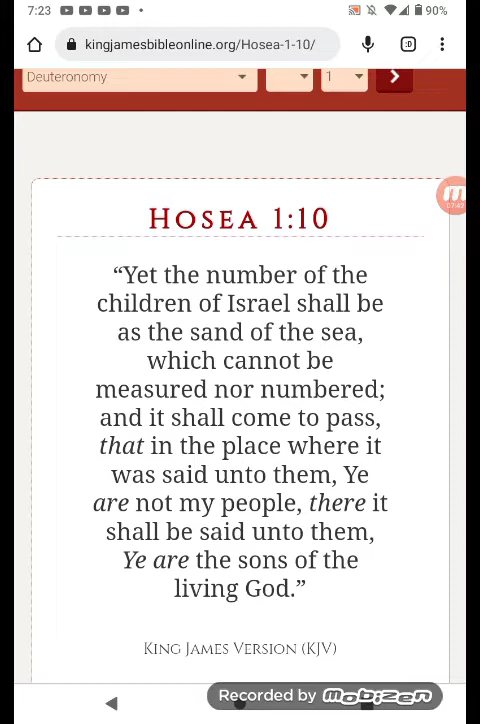 7:23 90%
kingjamesbibleonline.org/Hosea-1-10/ :D
Deuteronomy 1
07:42
HOSEA 1:10
“Yet the number of the
children of Israel shall be
as the sand of the sea,
which cannot be
measured nor numbered;
and it shall come to pass,
that in the place where it
was said unto them, Ye
are not my people, there it
shall be said unto them,
Ye are the sons of the
living God.”
KING JAMES VERSION (KJV)
Recorded by mobizen